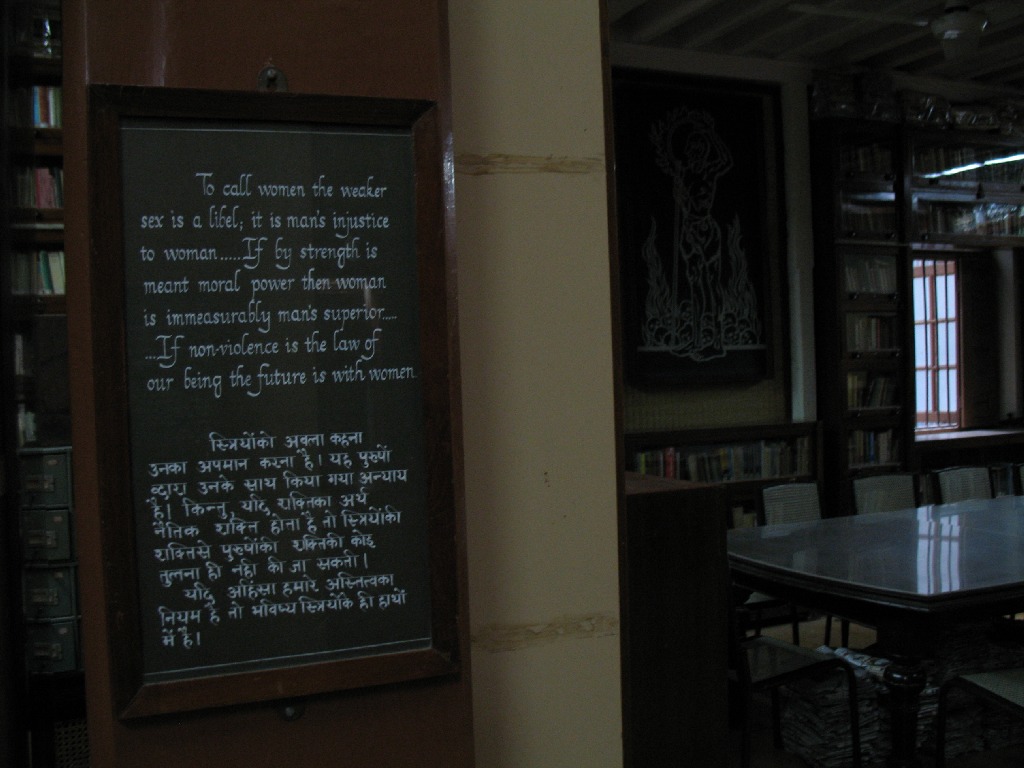 To call women the weaker
sex is a libel; it is man's injustice
to woman......If by strength is
meant moral power then woman
is immeasurably man's superior....
....If non-violence is the law of
our being the future is with women
स्त्रियोंको अबला कहना
उनका अपमान करना है। यह पुरुषों
द्वारा उनके साथ किया गया अन्याय
है। किन्तु यदि शक्तिका अर्थ
नैतिक शक्ति होता है तो स्त्रियोंकी
शक्तिसे पुरुषोंकी शक्तिकी कोई
तुलना ही नहीं की जा सकती।
यदि अहिंसा हमारे अस्तित्वका
नियम है तो भविष्य स्त्रियोंके ही हाथों
में है।